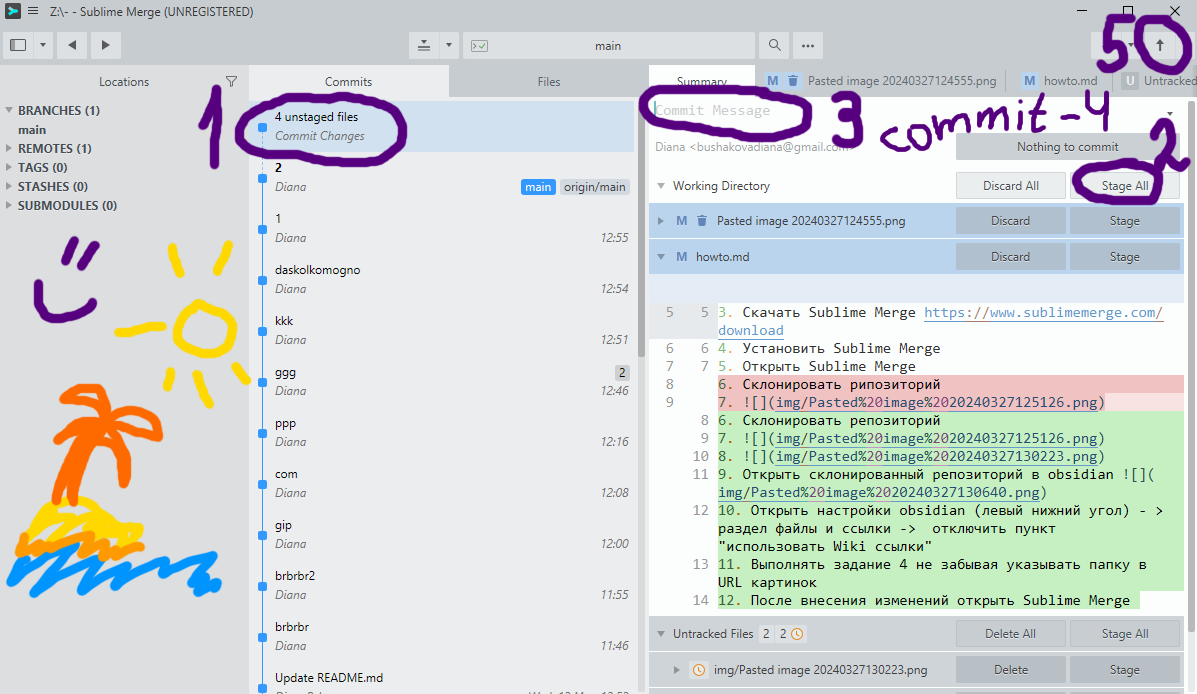 Z:\- - Sublime Merge (UNREGISTERED)
main
5
Locations
Commits
Files
Summary
M Pasted image 20240327124555.png
M howto.md
U Untracked
BRANCHES (1)
main
REMOTES (1)
TAGS (0)
STASHES (0)
SUBMODULES (0)
1
4 unstaged files
Commit Changes
2
Diana
main origin/main
1
Diana 12:55
daskolkomogno
Diana 12:54
kkk
Diana 12:51
ggg 2
Diana 12:46
ppp
Diana 12:16
com
Diana 12:08
gip
Diana 12:00
brbrbr2
Diana 11:55
brbrbr
Diana 11:46
Update README.md
Commit Message
3 commit-4
2
Diana <bushakovadiana@gmail.com>
Nothing to commit
Working Directory Discard All Stage All
M Pasted image 20240327124555.png Discard Stage
M howto.md Discard Stage
5 5 3. Скачать Sublime Merge https://www.sublimemerge.com/
download
6 6 4. Установить Sublime Merge
7 7 5. Открыть Sublime Merge
8 6. Склонировать рипозиторий
9 7. ![](img/Pasted%20image%2020240327125126.png)
8 6. Склонировать репозиторий
9 7. ![](img/Pasted%20image%2020240327125126.png)
10 8. ![](img/Pasted%20image%2020240327130223.png)
11 9. Открыть склонированный репозиторий в obsidian ![](
img/Pasted%20image%2020240327130640.png)
12 10. Открыть настройки obsidian (левый нижний угол) - >
раздел файлы и ссылки -> отключить пункт
"использовать Wiki ссылки"
13 11. Выполнять задание 4 не забывая указывать папку в
URL картинок
14 12. После внесения изменений открыть Sublime Merge
Untracked Files 2 2 Delete All Stage All
img/Pasted image 20240327130223.png Delete Stage